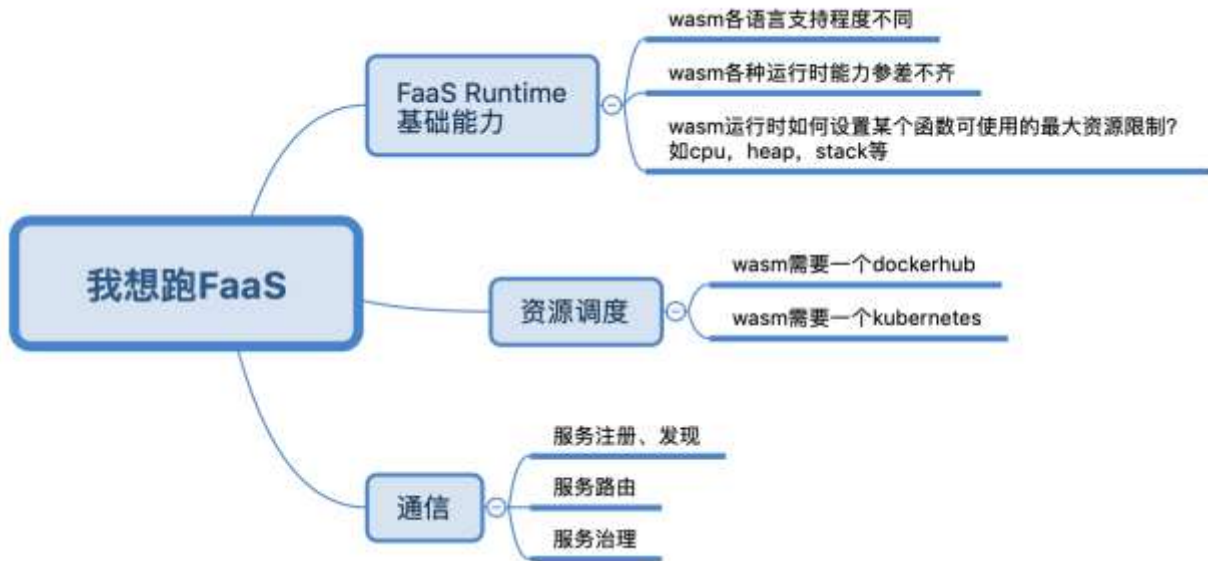 我想跑FaaS
FaaS Runtime
基础能力
wasm各语言支持程度不同
wasm各种运行时能力参差不齐
wasm运行时如何设置某个函数可使用的最大资源限制?
如cpu，heap，stack等
资源调度
wasm需要一个dockerhub
wasm需要一个kubernetes
通信
服务注册、发现
服务路由
服务治理